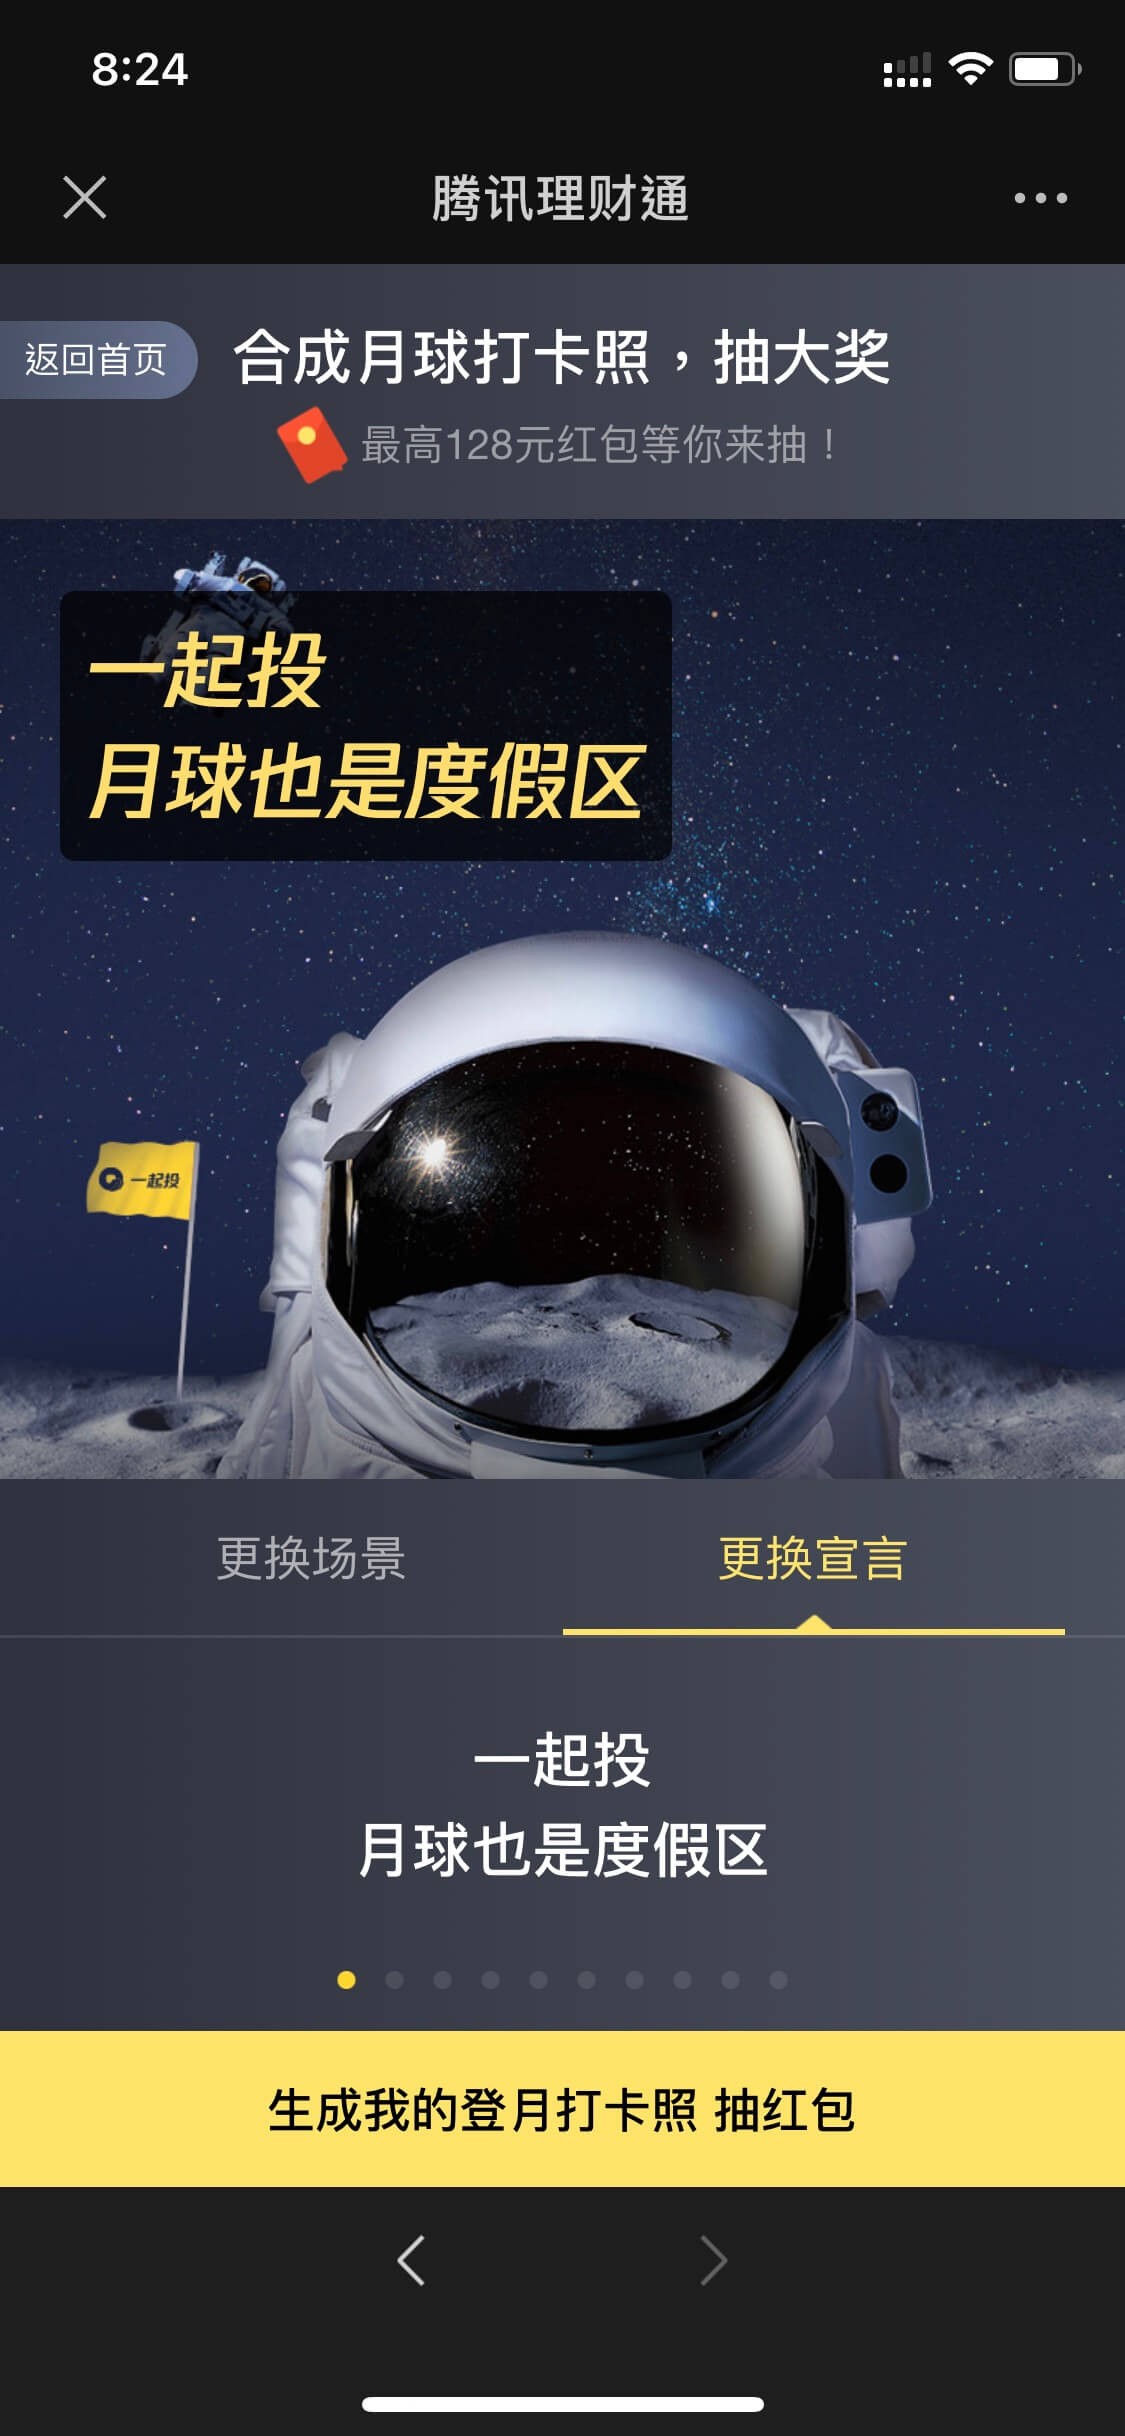 8:24
腾讯理财通
返回首页
合成月球打卡照，抽大奖
最高128元红包等你来抽！
一起投
月球也是度假区
一起投
更换场景
更换宣言
一起投
月球也是度假区
生成我的登月打卡照 抽红包